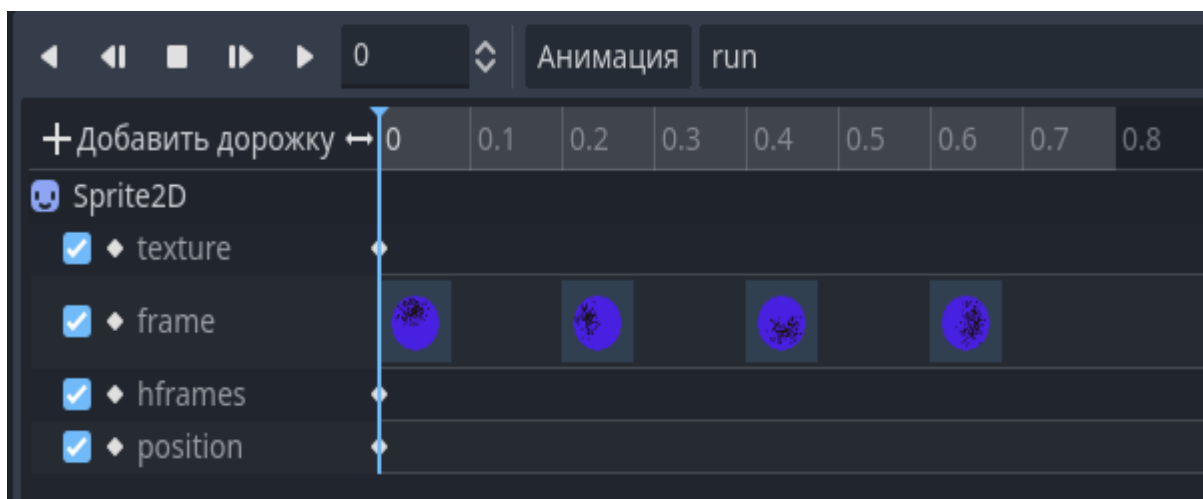 0 Анимация run
Добавить дорожку 0 0.1 0.2 0.3 0.4 0.5 0.6 0.7 0.8
Sprite2D
texture
frame
hframes
position